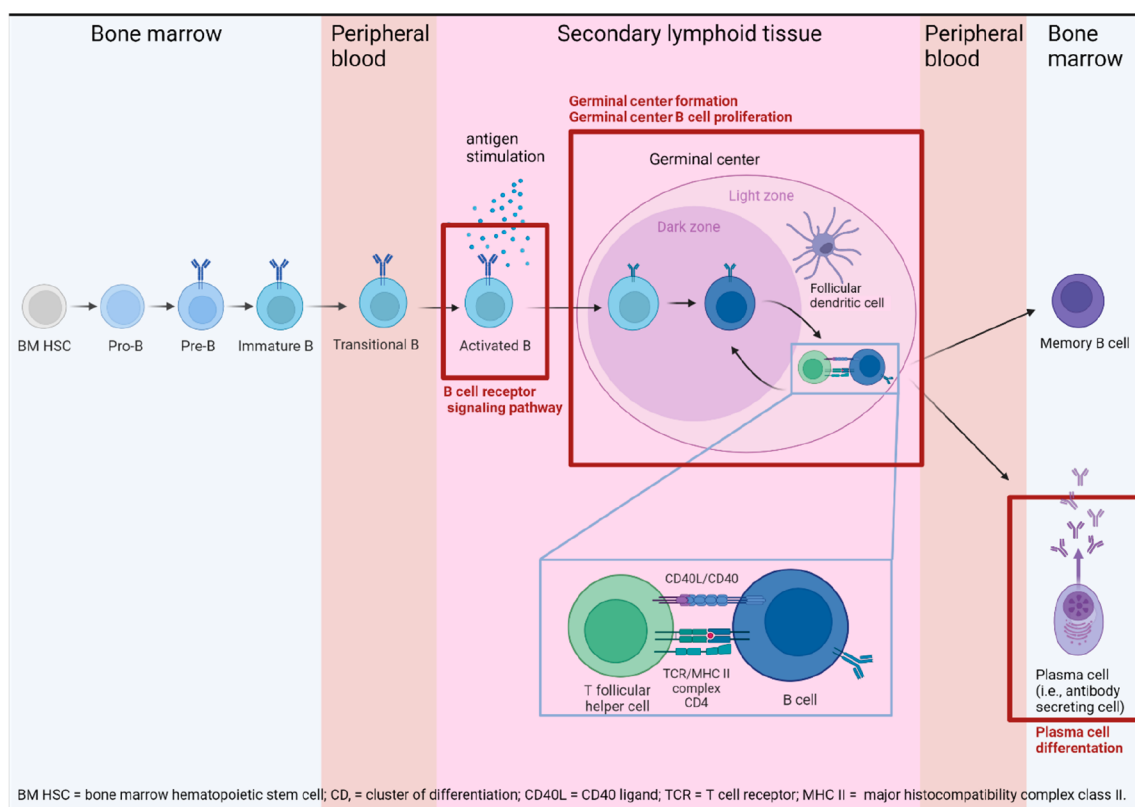 Bone marrow
Peripheral
blood
Secondary lymphoid tissue
Peripheral
blood
Bone
marrow
Germinal center formation
Germinal center B cell proliferation
antigen
stimulation
Germinal center
Light zone
Dark zone
Follicular
dendritic cell
BM HSC
Pro-B
Pre-B
Immature B
Transitional B
Activated B
Memory B cell
B cell receptor
signaling pathway
CD40L/CD40
TCR/MHC II
complex
CD4
T follicular
helper cell
B cell
Plasma cell
(i.e., antibody
secreting cell)
Plasma cell
differentation
BM HSC = bone marrow hematopoietic stem cell; CD, = cluster of differentiation; CD40L = CD40 ligand; TCR = T cell receptor; MHC II = major histocompatibility complex class II.